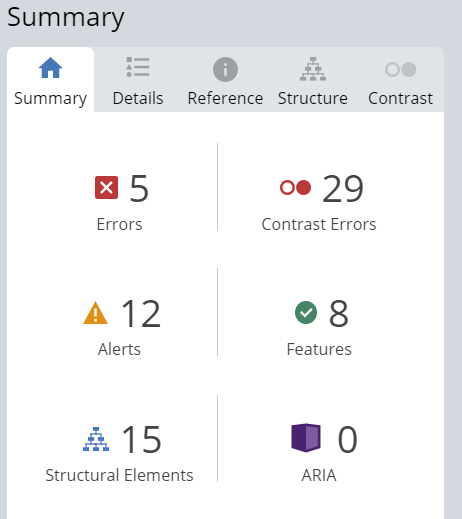 Summary
Summary Details Reference Structure Contrast
5 29
Errors Contrast Errors
12 8
Alerts Features
15 0
Structural Elements ARIA